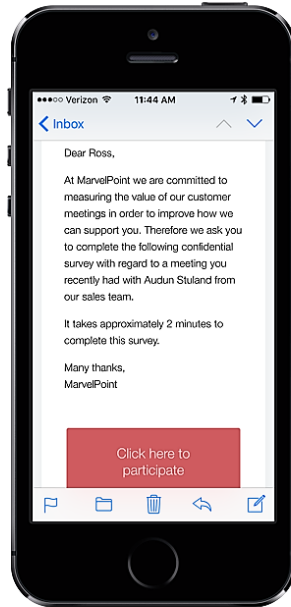 Verizon 11:44 AM
Inbox
Dear Ross,
At MarvelPoint we are committed to
measuring the value of our customer
meetings in order to improve how we
can support you. Therefore we ask you
to complete the following confidential
survey with regard to a meeting you
recently had with Audun Stuland from
our sales team.
It takes approximately 2 minutes to
complete this survey.
Many thanks,
MarvelPoint
Click here to
participate